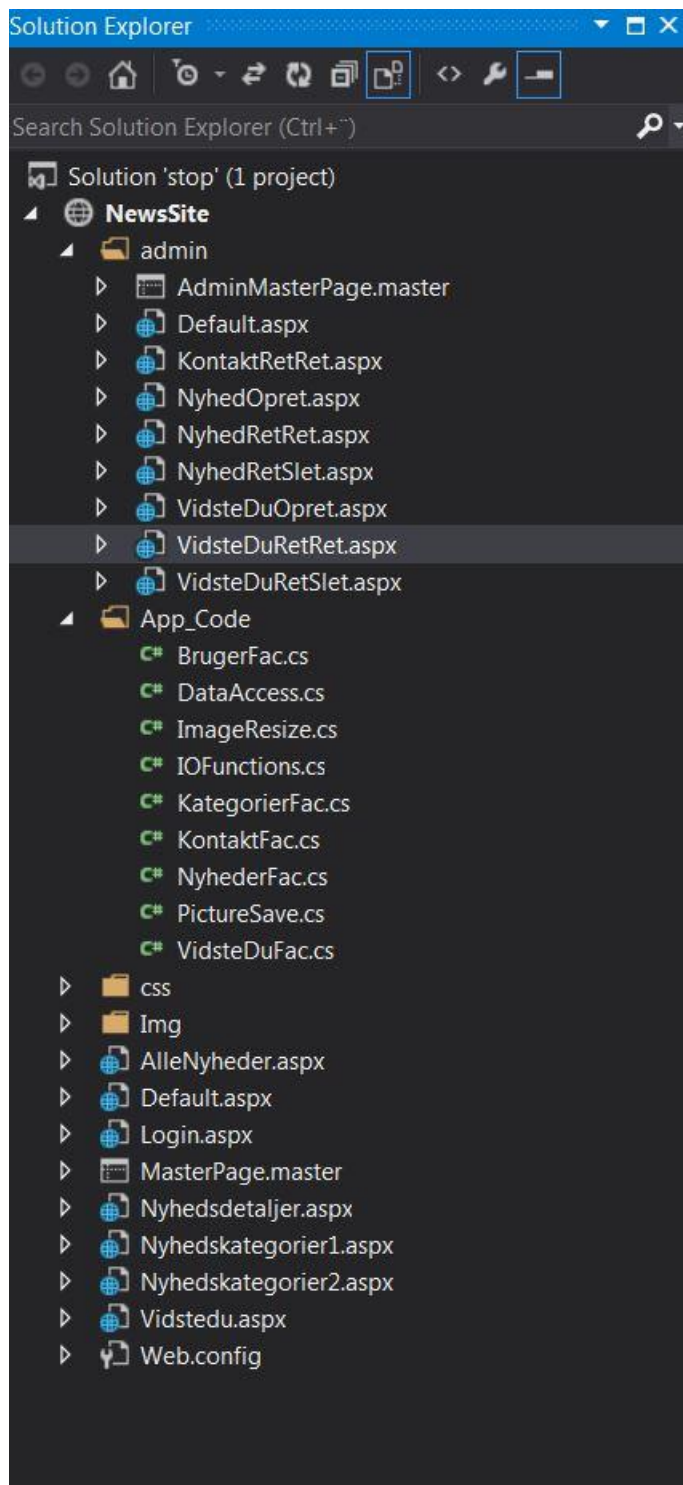 Solution Explorer
Search Solution Explorer (Ctrl+¨)
Solution 'stop' (1 project)
NewsSite
admin
AdminMasterPage.master
Default.aspx
KontaktRetRet.aspx
NyhedOpret.aspx
NyhedRetRet.aspx
NyhedRetSlet.aspx
VidsteDuOpret.aspx
VidsteDuRetRet.aspx
VidsteDuRetSlet.aspx
App_Code
C# BrugerFac.cs
C# DataAccess.cs
C# ImageResize.cs
C# IOFunctions.cs
C# KategorierFac.cs
C# KontaktFac.cs
C# NyhederFac.cs
C# PictureSave.cs
C# VidsteDuFac.cs
css
Img
AlleNyheder.aspx
Default.aspx
Login.aspx
MasterPage.master
Nyhedsdetaljer.aspx
Nyhedskategorier1.aspx
Nyhedskategorier2.aspx
Vidstedu.aspx
Web.config